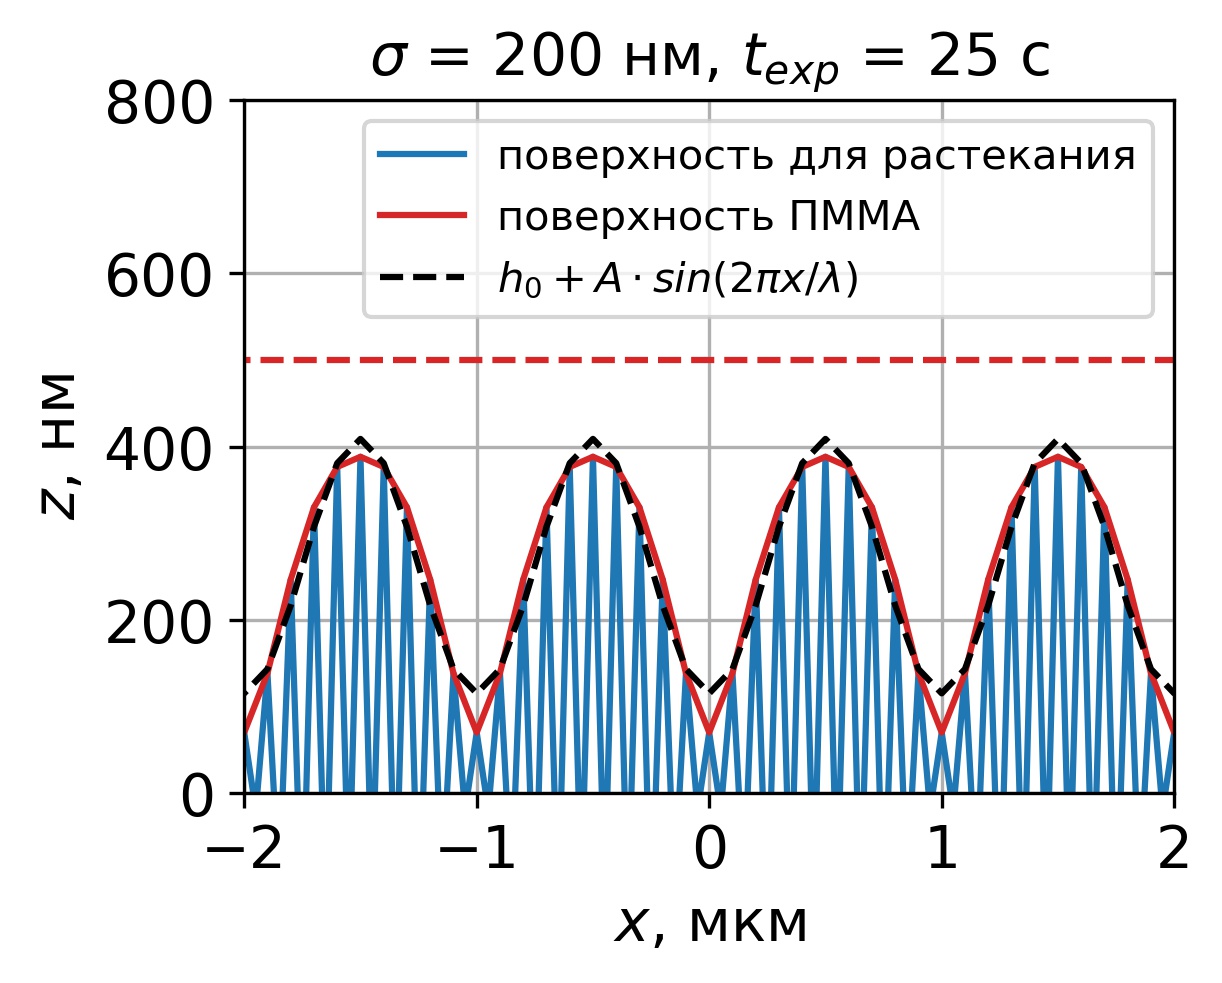 σ = 200 нм, t_exp = 25 с
800
600
400
200
0
z, нм
поверхность для растекания
поверхность ПММА
h₀ + A · sin(2πx/λ)
−2 −1 0 1 2
x, мкм